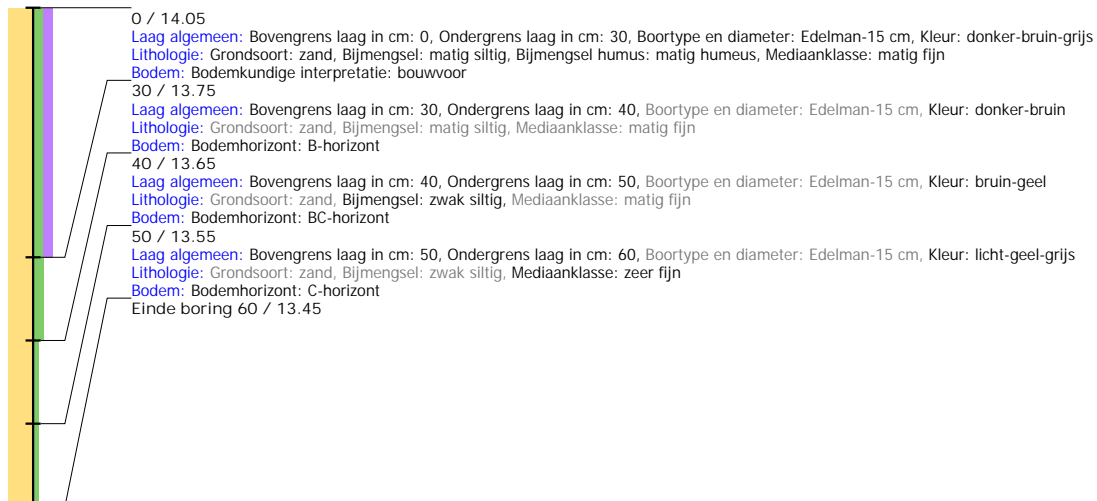 0 / 14.05
Laag algemeen: Bovengrens laag in cm: 0, Ondergrens laag in cm: 30, Boortype en diameter: Edelman-15 cm, Kleur: donker-bruin-grijs
Lithologie: Grondsoort: zand, Bijmengsel: matig siltig, Bijmengsel humus: matig humeus, Mediaanklasse: matig fijn
Bodem: Bodemkundige interpretatie: bouwvoor
30 / 13.75
Laag algemeen: Bovengrens laag in cm: 30, Ondergrens laag in cm: 40, Boortype en diameter: Edelman-15 cm, Kleur: donker-bruin
Lithologie: Grondsoort: zand, Bijmengsel: matig siltig, Mediaanklasse: matig fijn
Bodem: Bodemhorizont: B-horizont
40 / 13.65
Laag algemeen: Bovengrens laag in cm: 40, Ondergrens laag in cm: 50, Boortype en diameter: Edelman-15 cm, Kleur: bruin-geel
Lithologie: Grondsoort: zand, Bijmengsel: zwak siltig, Mediaanklasse: matig fijn
Bodem: Bodemhorizont: BC-horizont
50 / 13.55
Laag algemeen: Bovengrens laag in cm: 50, Ondergrens laag in cm: 60, Boortype en diameter: Edelman-15 cm, Kleur: licht-geel-grijs
Lithologie: Grondsoort: zand, Bijmengsel: zwak siltig, Mediaanklasse: zeer fijn
Bodem: Bodemhorizont: C-horizont
Einde boring 60 / 13.45